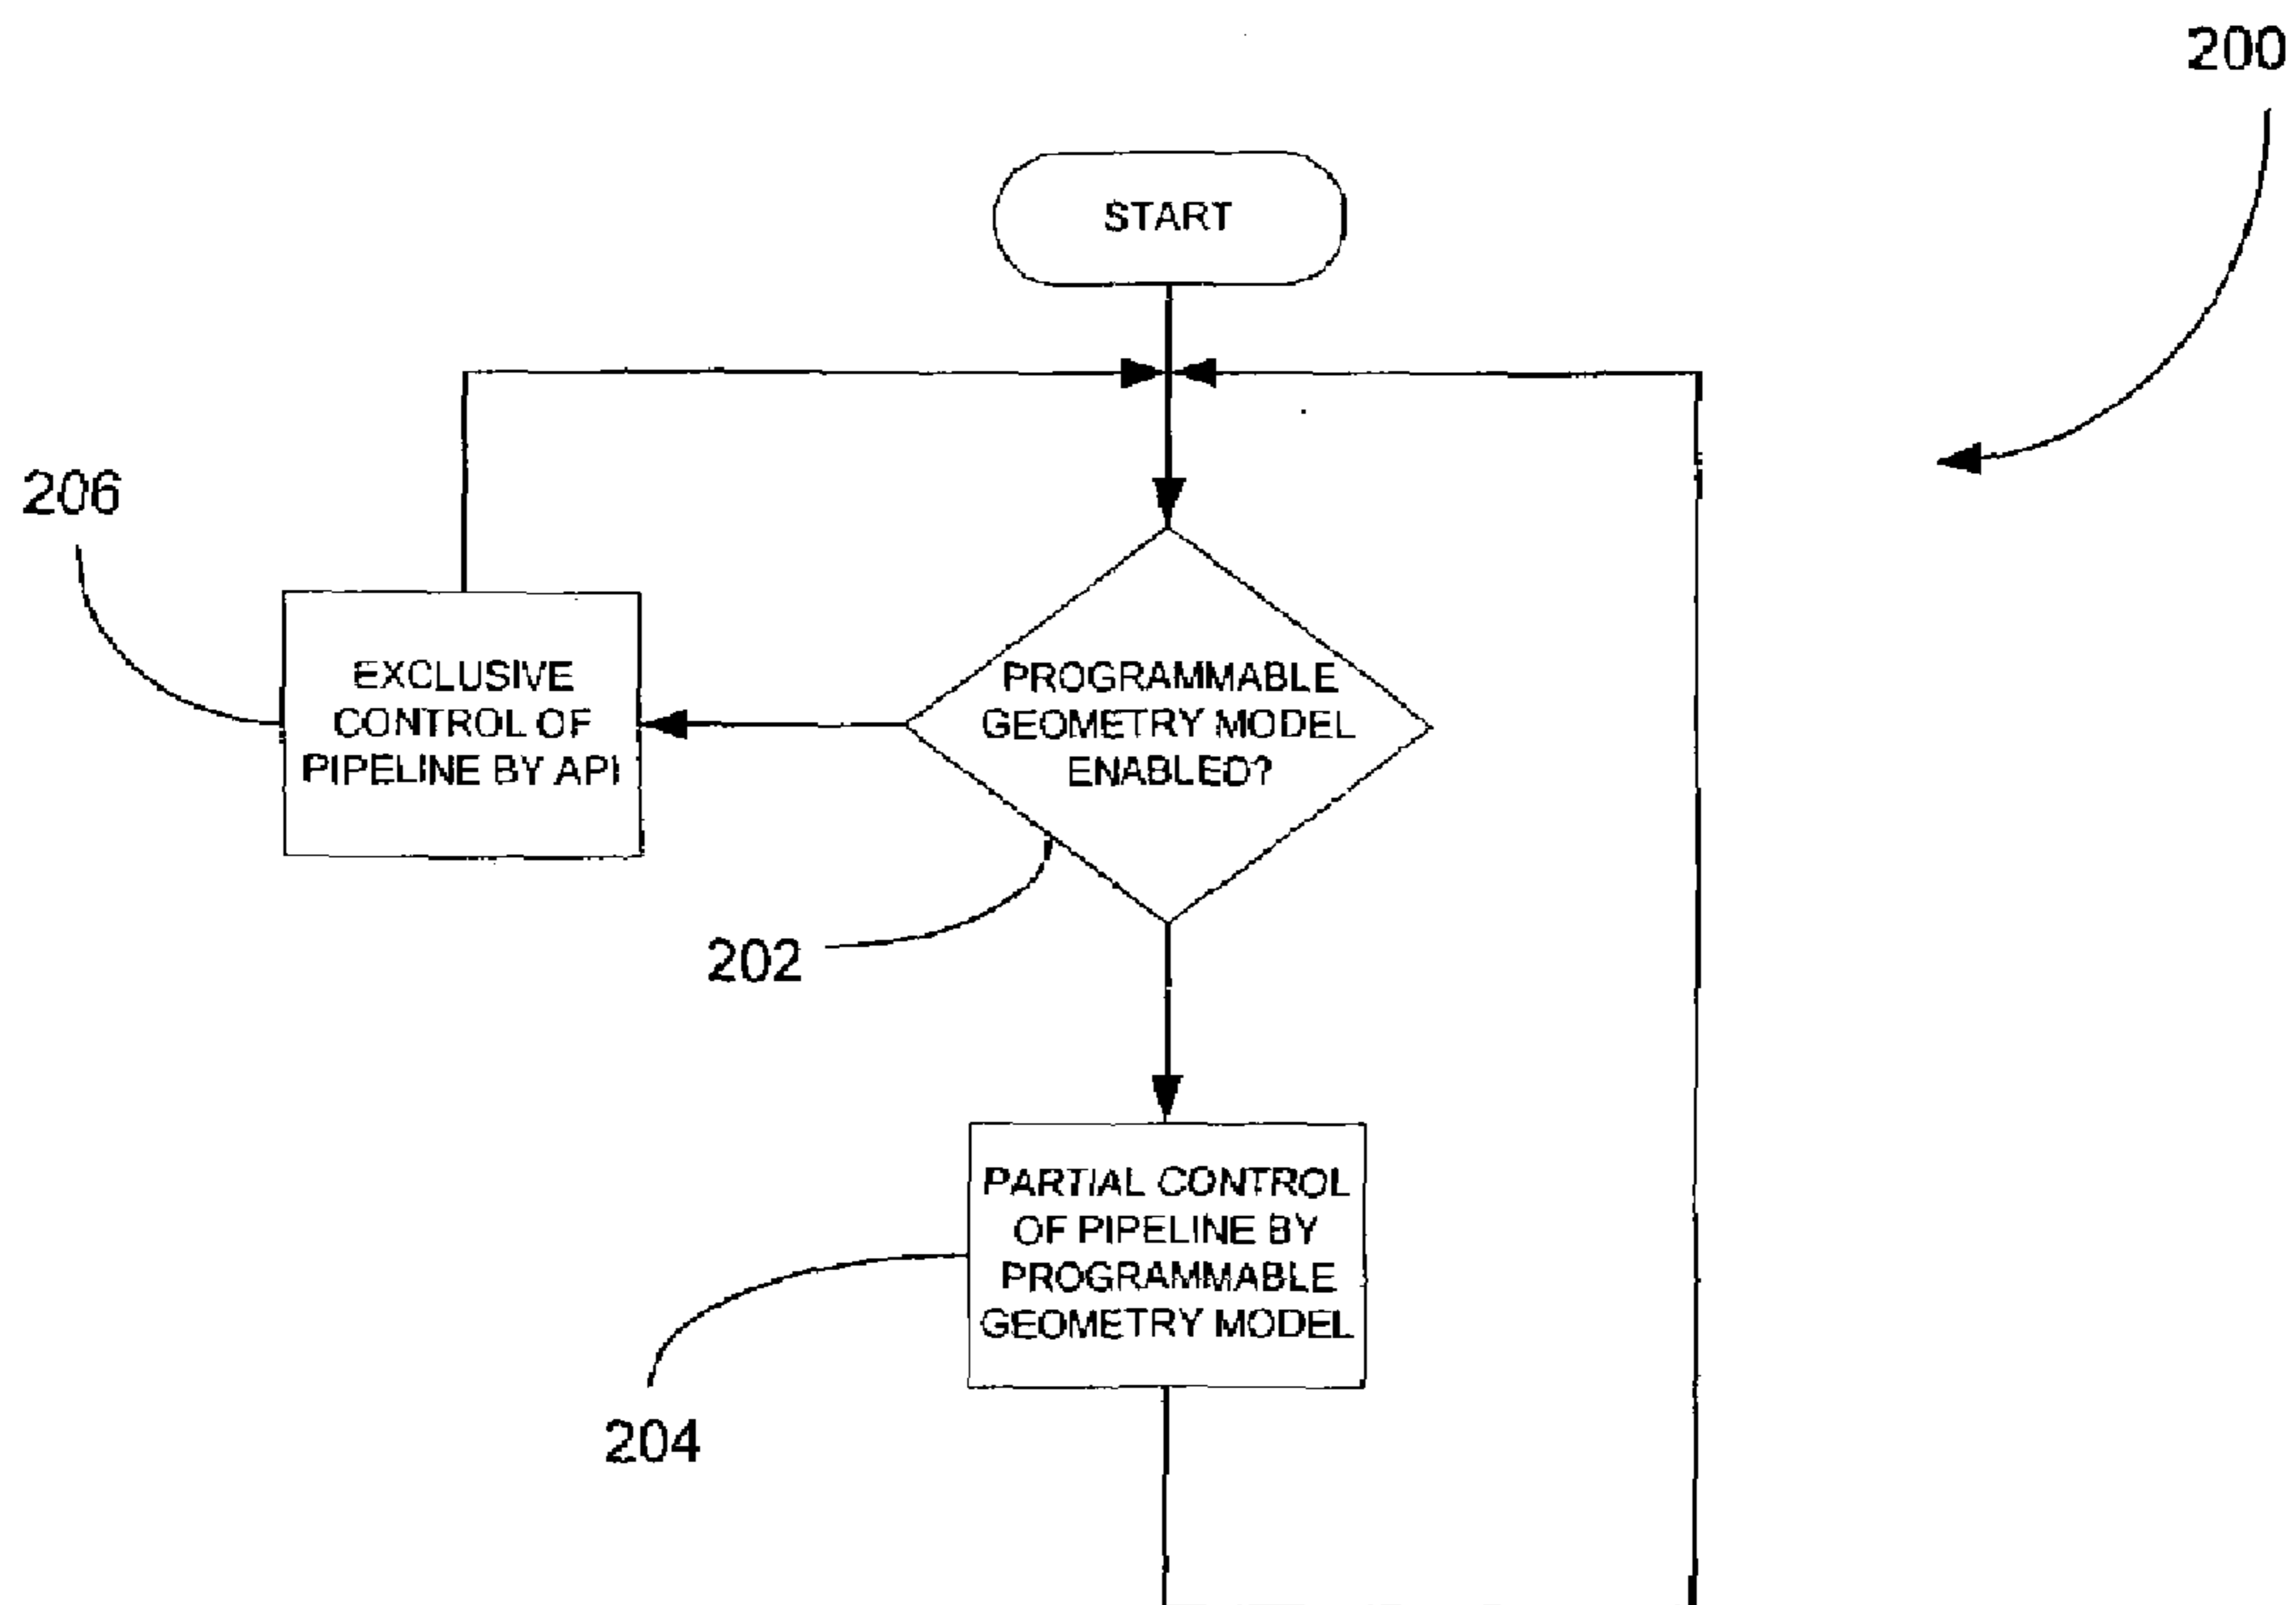 200
START
206
EXCLUSIVE
CONTROL OF
PIPELINE BY API
PROGRAMMABLE
GEOMETRY MODEL
ENABLED?
202
PARTIAL CONTROL
OF PIPELINE BY
PROGRAMMABLE
GEOMETRY MODEL
204